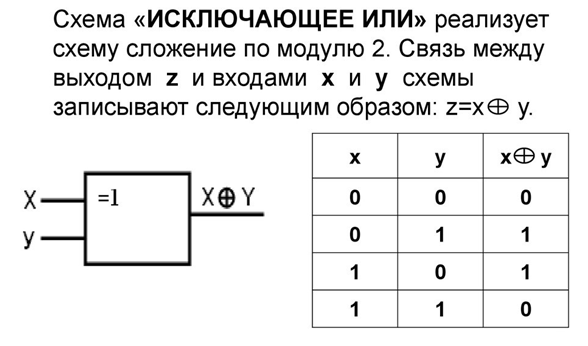 Схема «ИСКЛЮЧАЮЩЕЕ ИЛИ» реализует
схему сложение по модулю 2. Связь между
выходом z и входами x и y схемы
записывают следующим образом: z=x⊕ y.
X
y
=1
X⊕Y
x y x⊕y
0 0 0
0 1 1
1 0 1
1 1 0